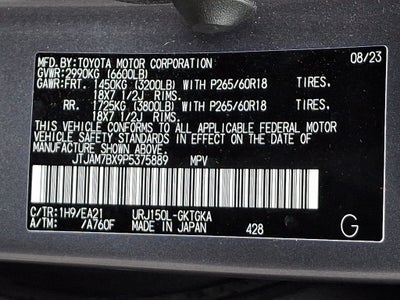 MFD. BY: TOYOTA MOTOR CORPORATION 08/23
GVWR: 2990KG (6600LB)
GAWR: FRT. 1450KG (3200LB) WITH P265/60R18 TIRES.
18X7 1/2J RIMS.
RR. 1725KG (3800LB) WITH P265/60R18 TIRES.
18X7 1/2J RIMS.
THIS VEHICLE CONFORMS TO ALL APPLICABLE FEDERAL MOTOR
VEHICLE SAFETY STANDARDS IN EFFECT ON THE DATE OF
MANUFACTURE SHOWN ABOVE.
JTJAM7BX9P5375889 MPV
C/TR: 1H9/EA21 URJ150L-GKTGKA
A/TM: /A760F MADE IN JAPAN 428 G